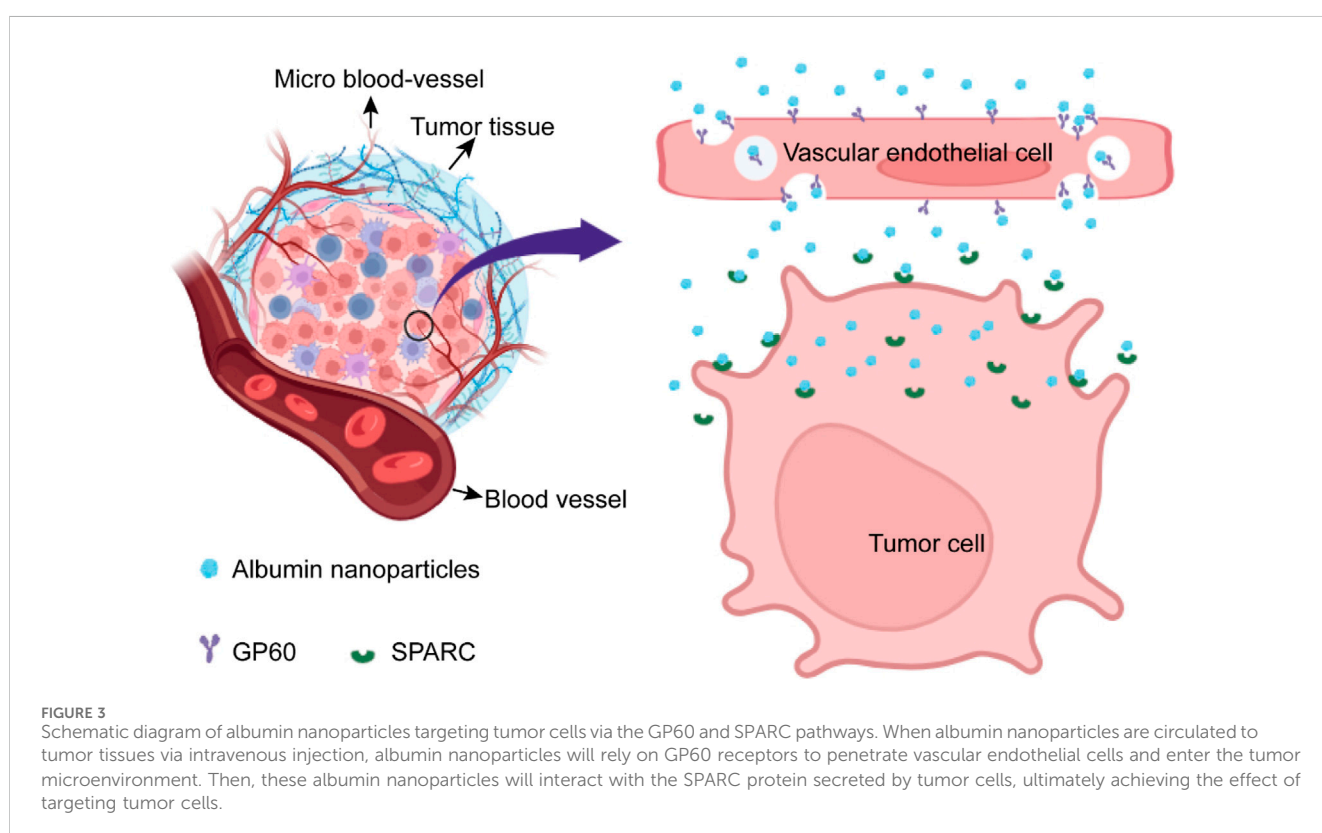 Micro blood-vessel
Tumor tissue
Vascular endothelial cell
Blood vessel
Tumor cell
Albumin nanoparticles
GP60
SPARC
FIGURE 3
Schematic diagram of albumin nanoparticles targeting tumor cells via the GP60 and SPARC pathways. When albumin nanoparticles are circulated to
tumor tissues via intravenous injection, albumin nanoparticles will rely on GP60 receptors to penetrate vascular endothelial cells and enter the tumor
microenvironment. Then, these albumin nanoparticles will interact with the SPARC protein secreted by tumor cells, ultimately achieving the effect of
targeting tumor cells.